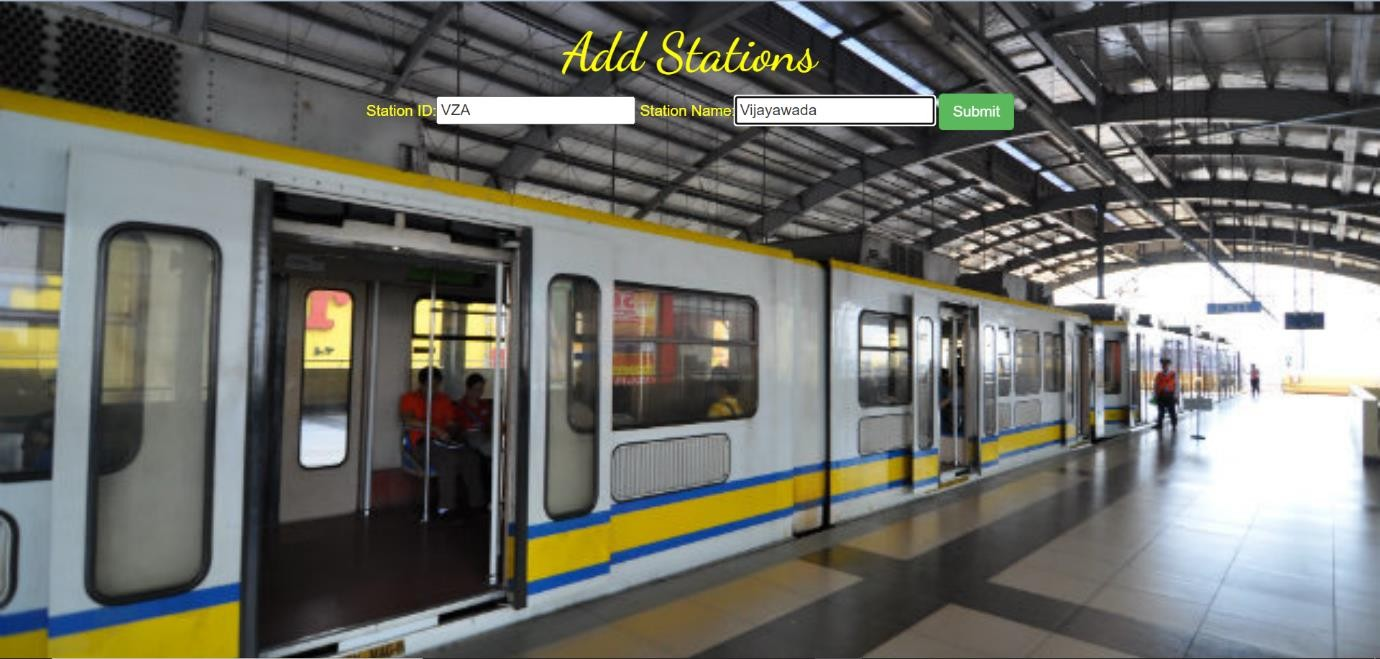 Add Stations
Station ID: VZA Station Name: Vijayawada Submit